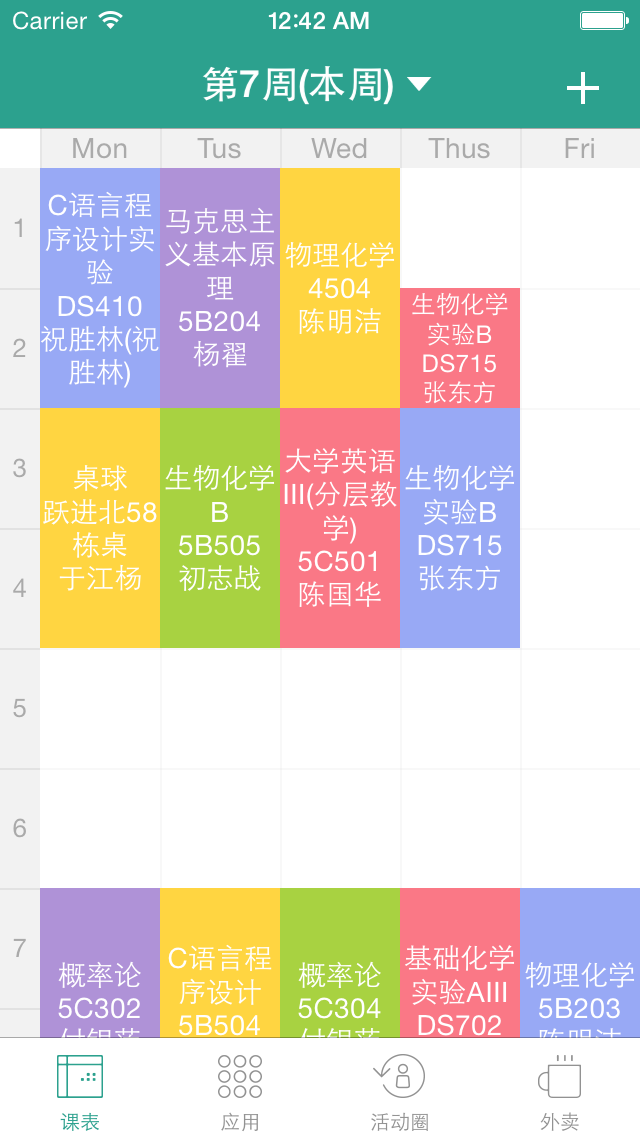 Carrier 12:42 AM
第7周(本周)
Mon Tus Wed Thus Fri
1
C语言程
序设计实
验
DS410
祝胜林(祝
胜林)
马克思主
义基本原
理
5B204
杨翟
物理化学
4504
陈明洁
2
生物化学
实验B
DS715
张东方
3
桌球
跃进北58
栋桌
于江杨
生物化学
B
5B505
初志战
大学英语
III(分层教
学)
5C501
陈国华
生物化学
实验B
DS715
张东方
4
5
6
7
概率论
5C302
C语言程
序设计
5B504
概率论
5C304
基础化学
实验AIII
DS702
物理化学
5B203
陈明洁
课表
应用
活动圈
外卖